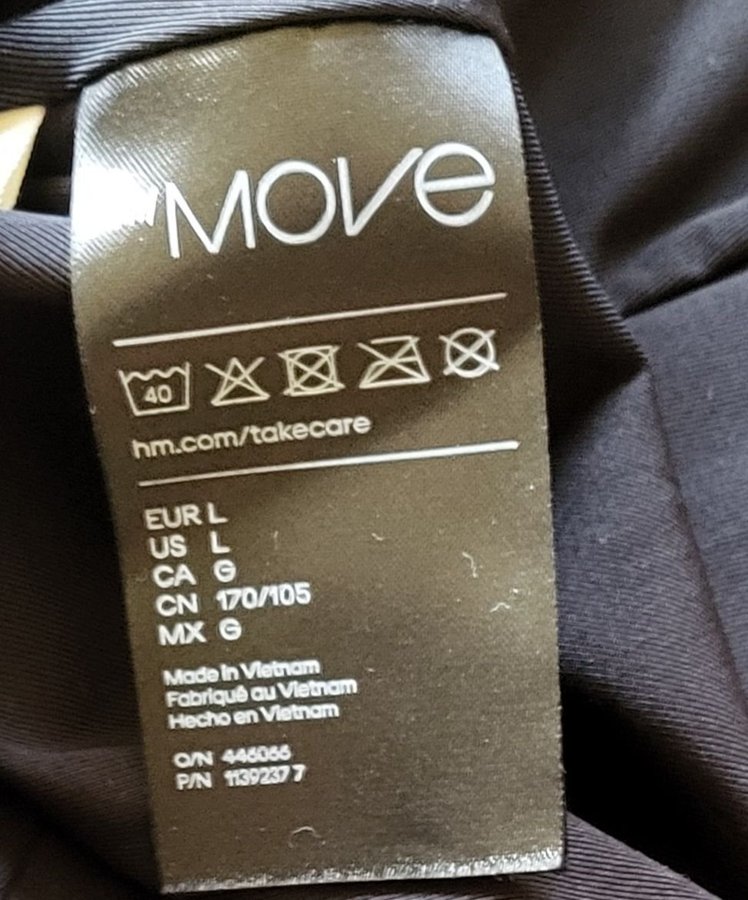 MOVE
40
hm.com/takecare
EUR L
US L
CA G
CN 170/105
MX G
Made in Vietnam
Fabriqué au Vietnam
Hecho en Vietnam
O/N 446066
P/N 1139237 7